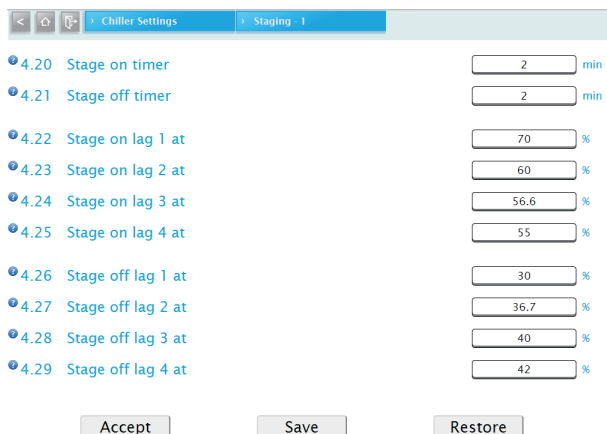 < › Chiller Settings › Staging - 1
? 4.20 Stage on timer 2 min
? 4.21 Stage off timer 2 min
? 4.22 Stage on lag 1 at 70 %
? 4.23 Stage on lag 2 at 60 %
? 4.24 Stage on lag 3 at 56.6 %
? 4.25 Stage on lag 4 at 55 %
? 4.26 Stage off lag 1 at 30 %
? 4.27 Stage off lag 2 at 36.7 %
? 4.28 Stage off lag 3 at 40 %
? 4.29 Stage off lag 4 at 42 %
Accept Save Restore